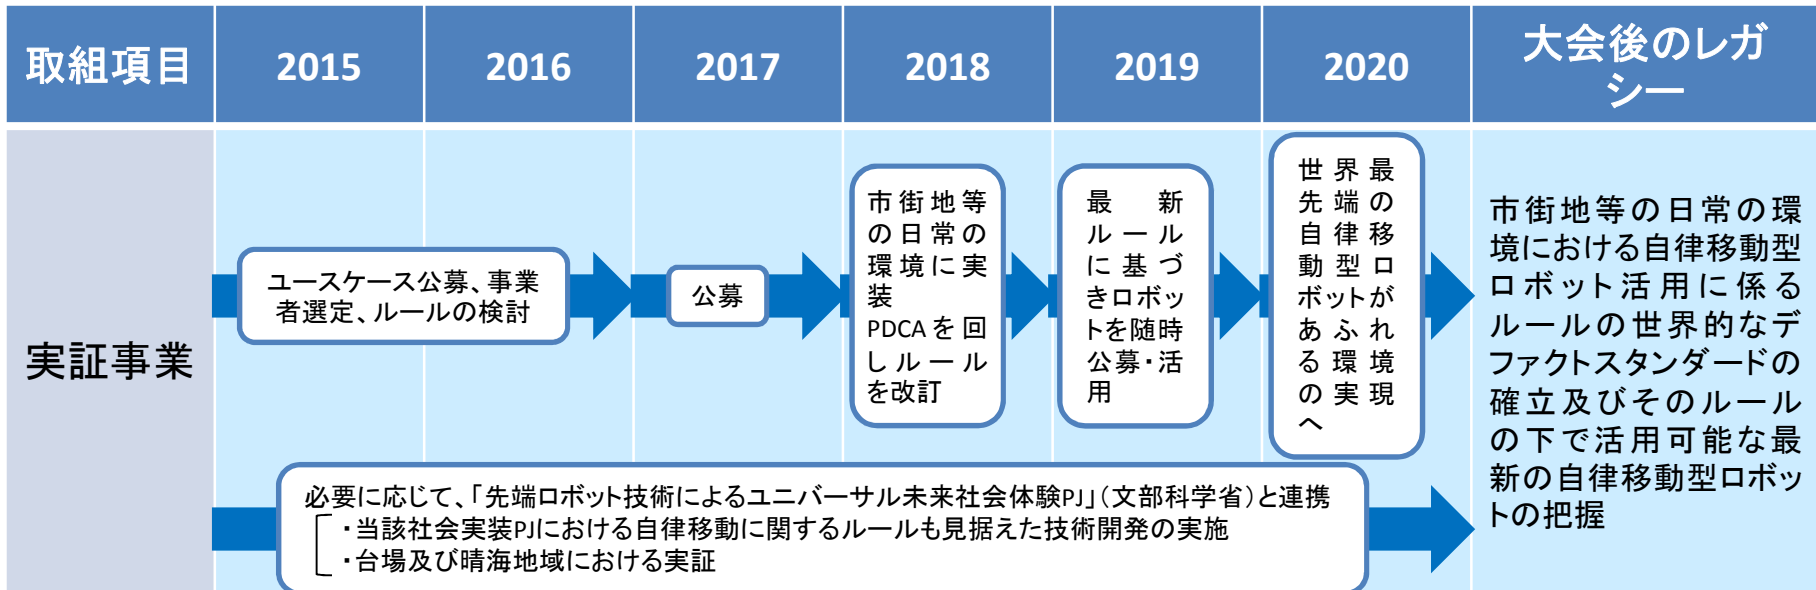 取組項目
2015
2016
2017
2018
2019
2020
大会後のレガ
シー
実証事業
ユースケース公募、事業
者選定、ルールの検討
公募
市街地等
の日常の
環境に実
装
PDCAを回
しルール
を改訂
最新
ルール
に基づ
きロボッ
トを随時
公募・活
用
世界最
先端の
自律移
動型ロ
ボットが
あふれ
る環境
の実現
へ
市街地等の日常の環
境における自律移動型
ロボット活用に係る
ルールの世界的なデ
ファクトスタンダードの
確立及びそのルール
の下で活用可能な最
新の自律移動型ロボッ
トの把握
必要に応じて、「先端ロボット技術によるユニバーサル未来社会体験PJ」(文部科学省)と連携
・当該社会実装PJにおける自律移動に関するルールも見据えた技術開発の実施
・台場及び晴海地域における実証